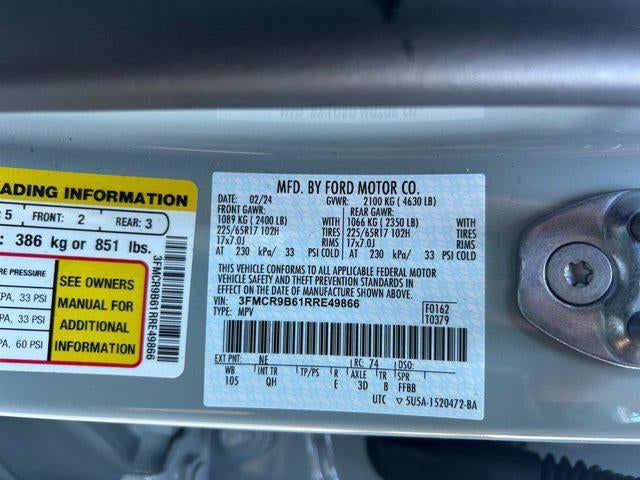 ADING INFORMATION
: 5 FRONT: 2 REAR: 3
: 386 kg or 851 lbs.
E PRESSURE
PA, 33 PSI
PA, 33 PSI
PA, 60 PSI
SEE OWNERS
MANUAL FOR
ADDITIONAL
INFORMATION
3FMCR9B61RRE49866
MFD. BY FORD MOTOR CO.
DATE: 02/24 GVWR: 2100 KG ( 4630 LB)
FRONT GAWR: REAR GAWR:
1089 KG ( 2400 LB) WITH 1066 KG ( 2350 LB) WITH
225/65R17 102H TIRES 225/65R17 102H TIRES
17x7.0J RIMS 17x7.0J RIMS
AT 230 kPa/ 33 PSI COLD AT 230 kPa/ 33 PSI COLD
THIS VEHICLE CONFORMS TO ALL APPLICABLE FEDERAL MOTOR
VEHICLE SAFETY AND THEFT PREVENTION STANDARDS IN
EFFECT ON THE DATE OF MANUFACTURE SHOWN ABOVE.
VIN: 3FMCR9B61RRE49866 F0162
TYPE: MPV T0379
EXT PNT: NE RC: 74 DSO:
WB INT TR TP/PS R AXLE TR SPR
105 QH E 3D 8 FFBB
UTC ▽ 5U5A-1520472-BA